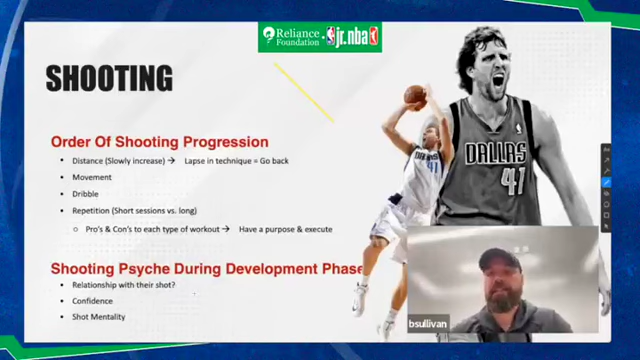 Reliance Foundation jr.nba
SHOOTING
Order Of Shooting Progression
Distance (Slowly increase) → Lapse in technique = Go back
Movement
Dribble
Repetition (Short sessions vs. long)
Pro's & Con's to each type of workout → Have a purpose & execute
Shooting Psyche During Development Phase
Relationship with their shot?
Confidence
Shot Mentality
DALLAS
41
41
bsullivan